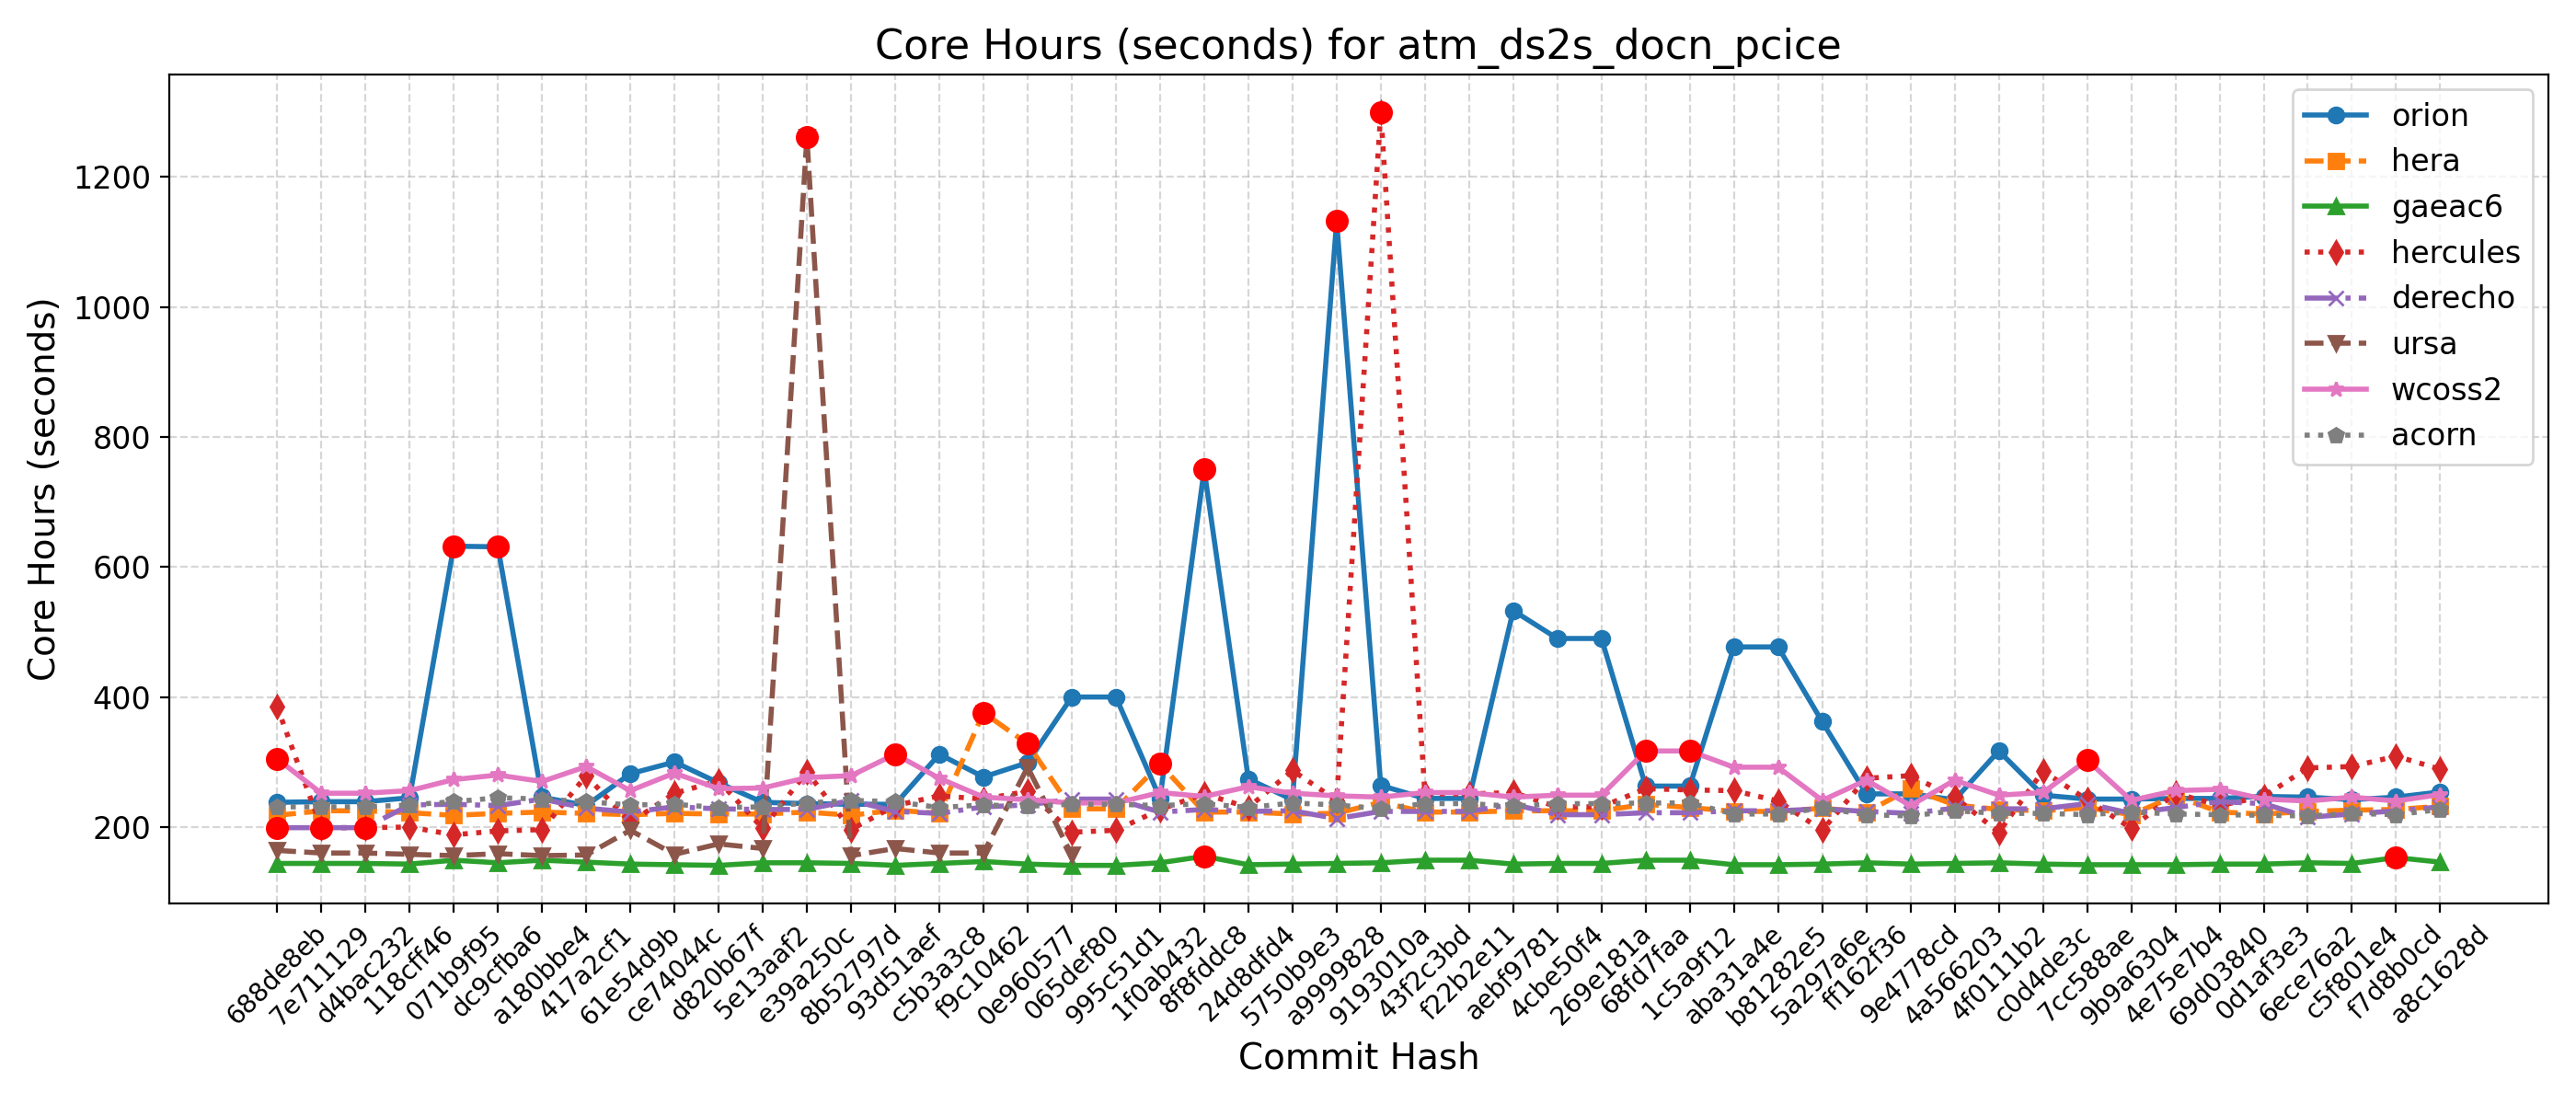 Core Hours (seconds) for atm_ds2s_docn_pcice
Core Hours (seconds)
1200
1000
800
600
400
200
orion
hera
gaeac6
hercules
derecho
ursa
wcoss2
acorn
688de8eb
7e711129
d4bac232
118cff46
071b9f95
dc9cfba6
a180bbe4
417a2cf1
61e54d9b
ce74044c
d820b67f
5e13aaf2
e39a250c
8b52797d
93d51aef
c5b3a3c8
f9c10462
0e960577
065def80
995c51d1
1f0ab432
8f8fddc8
24d8dfd4
5750b9e3
a9999828
9193010a
43f2c3bd
f22b2e11
aebf9781
4cbe50f4
269e181a
68fd7faa
1c5a9f12
aba31a4e
b81282e5
5a297a6e
ff162f36
9e4778cd
4a566203
4f0111b2
c0d4de3c
7cc588ae
9b9a6304
4e75e7b4
69d03840
0d1af3e3
6ece76a2
c5f801e4
f7d8b0cd
a8c1628d
Commit Hash